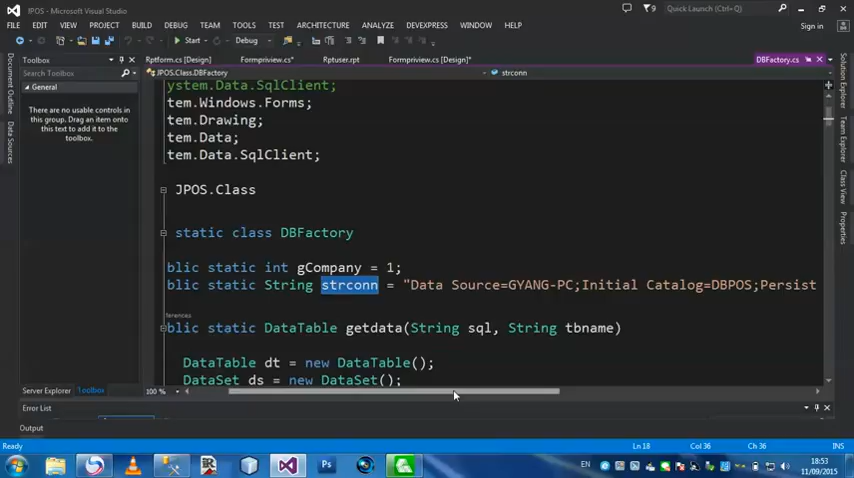 JPOS - Microsoft Visual Studio
Quick Launch (Ctrl+Q)
FILE EDIT VIEW PROJECT BUILD DEBUG TEAM TOOLS TEST ARCHITECTURE ANALYZE DEVEXPRESS WINDOW HELP
Sign in
Start Debug
Toolbox
Rptform.cs [Design] Formpriview.cs* Rptuser.rpt Formpriview.cs [Design]* DBFactory.cs
Search Toolbox
JPOS.Class.DBFactory strconn
General
There are no usable controls in
this group. Drag an item onto
this text to add it to the
toolbox.
Document Outline
Data Sources
Solution Explorer
Team Explorer
Class View
Properties
ystem.Data.SqlClient;
tem.Windows.Forms;
tem.Drawing;
tem.Data;
tem.Data.SqlClient;
JPOS.Class
static class DBFactory
blic static int gCompany = 1;
blic static String strconn = "Data Source=GYANG-PC;Initial Catalog=DBPOS;Persist
ferences
blic static DataTable getdata(String sql, String tbname)
DataTable dt = new DataTable();
DataSet ds = new DataSet();
Server Explorer Toolbox
100 %
Error List
Output
Ready Ln 18 Col 36 Ch 36 INS
EN
18:53
11/09/2015